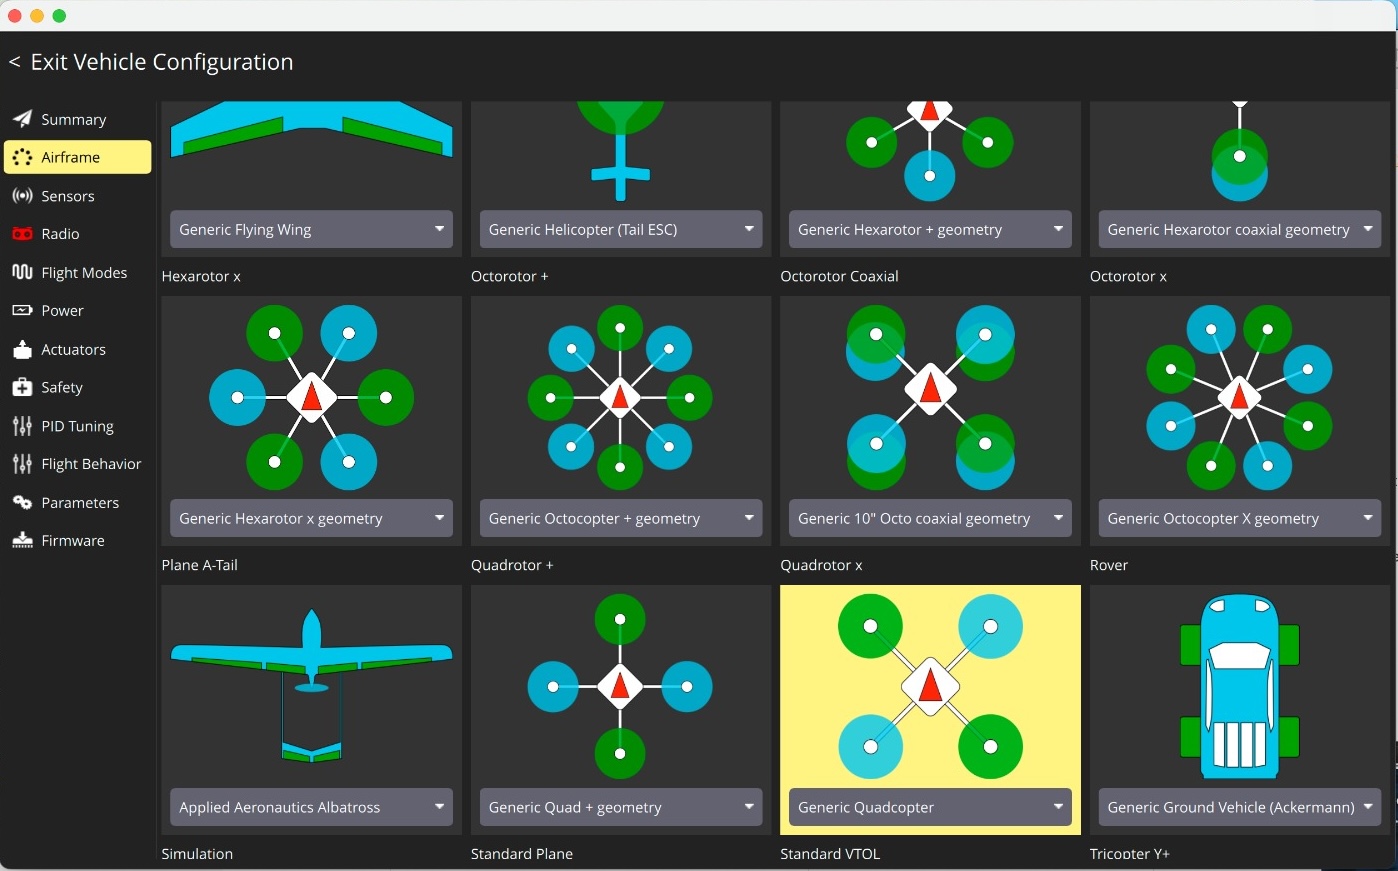 < Exit Vehicle Configuration
Summary
Airframe
Sensors
Radio
Flight Modes
Power
Actuators
Safety
PID Tuning
Flight Behavior
Parameters
Firmware
Generic Flying Wing
Generic Helicopter (Tail ESC)
Generic Hexarotor + geometry
Generic Hexarotor coaxial geometry
Hexarotor x
Octorotor +
Octorotor Coaxial
Octorotor x
Generic Hexarotor x geometry
Generic Octocopter + geometry
Generic 10" Octo coaxial geometry
Generic Octocopter X geometry
Plane A-Tail
Quadrotor +
Quadrotor x
Rover
Applied Aeronautics Albatross
Generic Quad + geometry
Generic Quadcopter
Generic Ground Vehicle (Ackermann)
Simulation
Standard Plane
Standard VTOL
Tricopter Y+